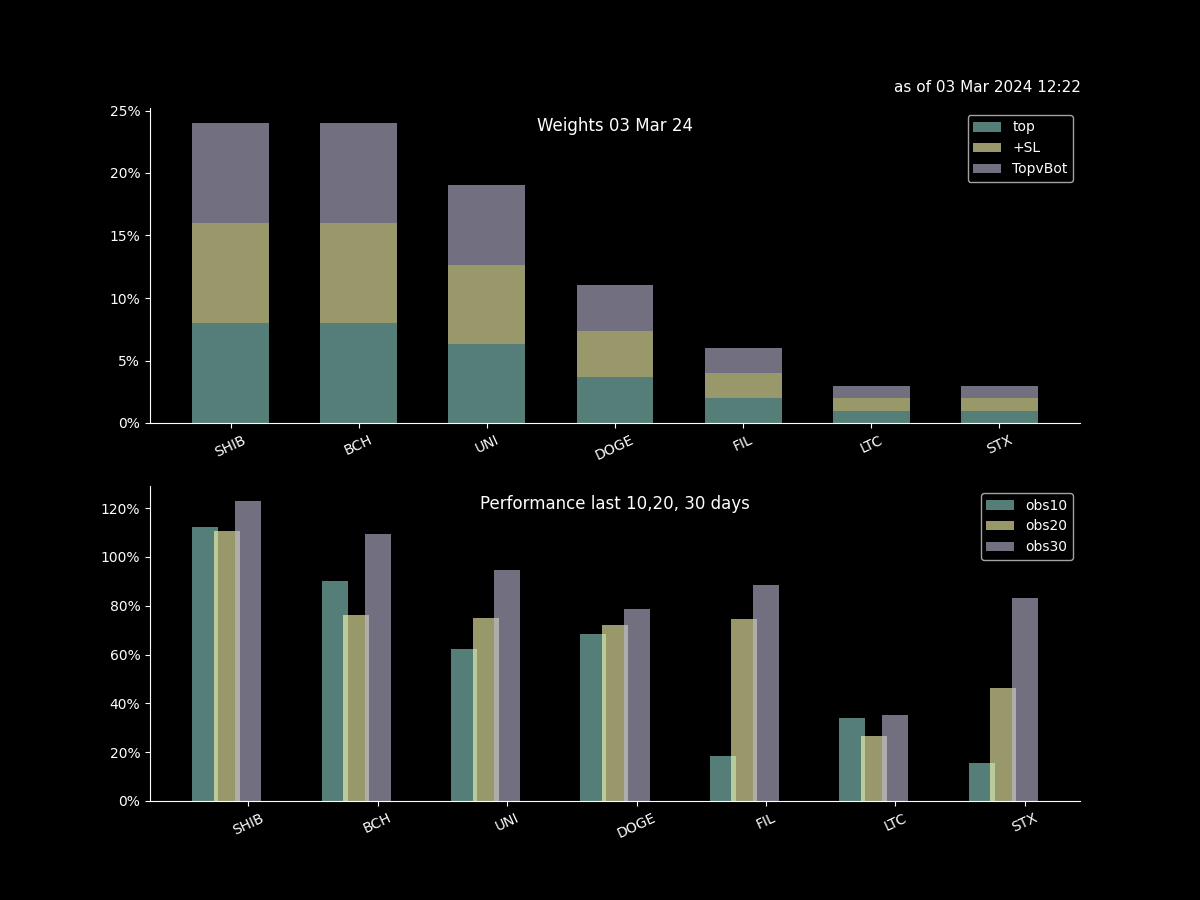 as of 03 Mar 2024 12:22
Weights 03 Mar 24
25%
20%
15%
10%
5%
0%
top
+SL
TopvBot
SHIB
BCH
UNI
DOGE
FIL
LTC
STX
Performance last 10,20, 30 days
120%
100%
80%
60%
40%
20%
0%
obs10
obs20
obs30
SHIB
BCH
UNI
DOGE
FIL
LTC
STX